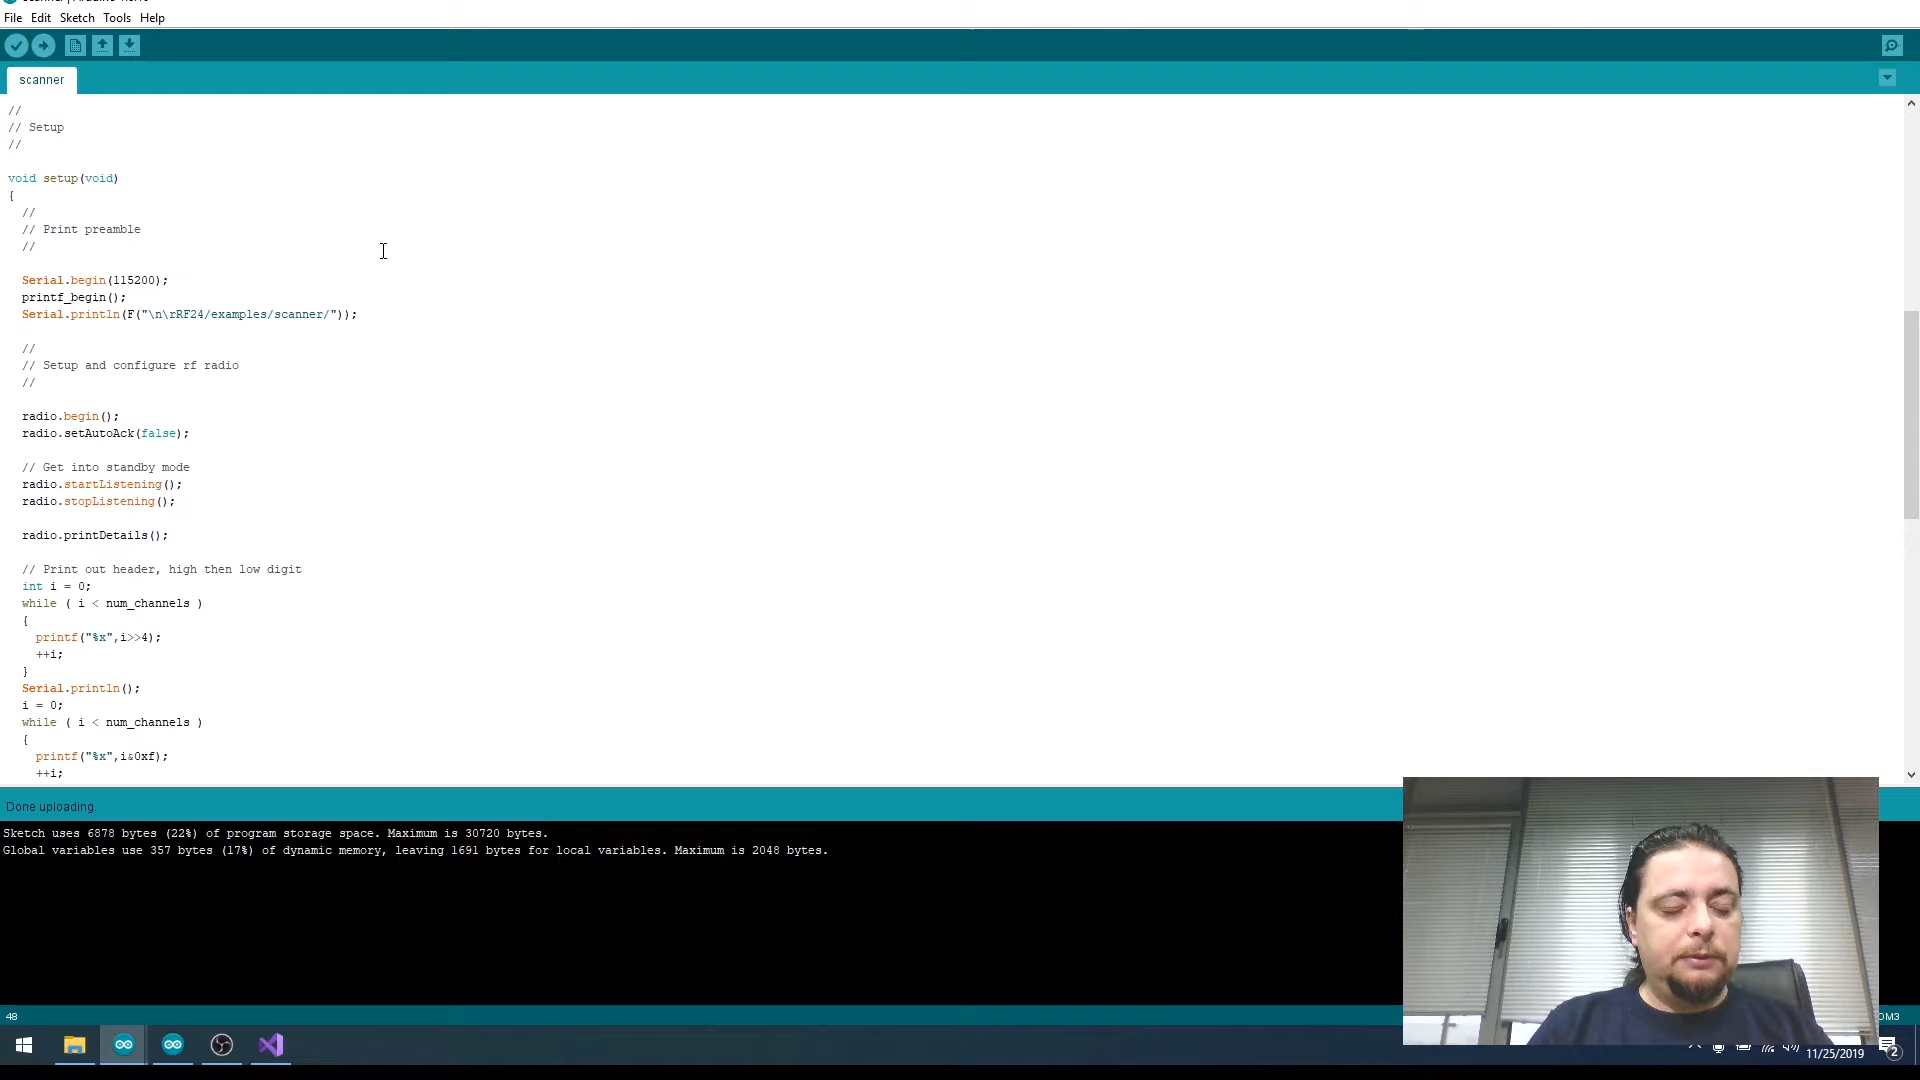 File Edit Sketch Tools Help
scanner
//
// Setup
//
void setup(void)
{
//
// Print preamble
//
Serial.begin(115200);
printf_begin();
Serial.println(F("\n\rRF24/examples/scanner/"));
//
// Setup and configure rf radio
//
radio.begin();
radio.setAutoAck(false);
// Get into standby mode
radio.startListening();
radio.stopListening();
radio.printDetails();
// Print out header, high then low digit
int i = 0;
while ( i < num_channels )
{
printf("%x",i>>4);
++i;
}
Serial.println();
i = 0;
while ( i < num_channels )
{
printf("%x",i&0xf);
++i;
Done uploading.
Sketch uses 6878 bytes (22%) of program storage space. Maximum is 30720 bytes.
Global variables use 357 bytes (17%) of dynamic memory, leaving 1691 bytes for local variables. Maximum is 2048 bytes.
48
OM3
11/25/2019
2